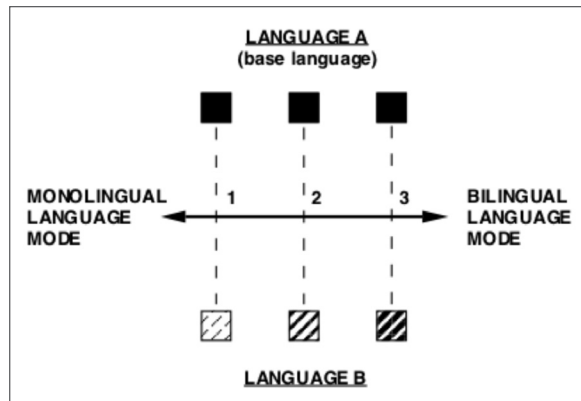 LANGUAGE A
(base language)
MONOLINGUAL
LANGUAGE
MODE
1 2 3
BILINGUAL
LANGUAGE
MODE
LANGUAGE B